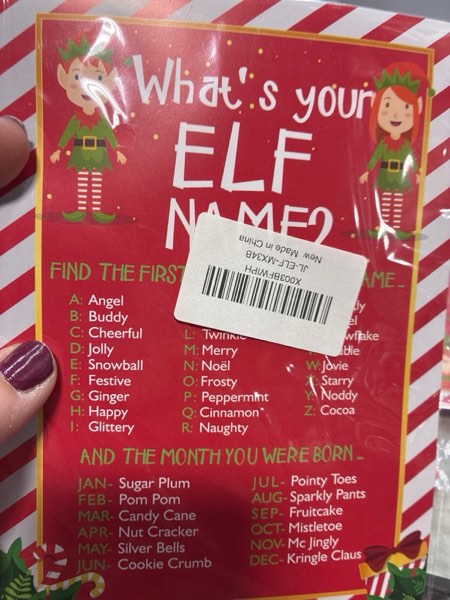 What's your
ELF
NAME?
X003BFWIPH
JL-ELF-MX34B
New Made in China
FIND THE FIRST
A: Angel
B: Buddy
C: Cheerful
D: Jolly
E: Snowball
F: Festive
G: Ginger
H: Happy
I: Glittery
L: Twinkle
M: Merry
N: Noël
O: Frosty
P: Peppermint
Q: Cinnamon
R: Naughty
W: Jovie
Starry
Y: Noddy
Z: Cocoa
AND THE MONTH YOU WERE BORN –
JAN- Sugar Plum
FEB- Pom Pom
MAR- Candy Cane
APR- Nut Cracker
MAY- Silver Bells
JUN- Cookie Crumb
JUL- Pointy Toes
AUG- Sparkly Pants
SEP- Fruitcake
OCT- Mistletoe
NOV- Mc Jingly
DEC- Kringle Claus